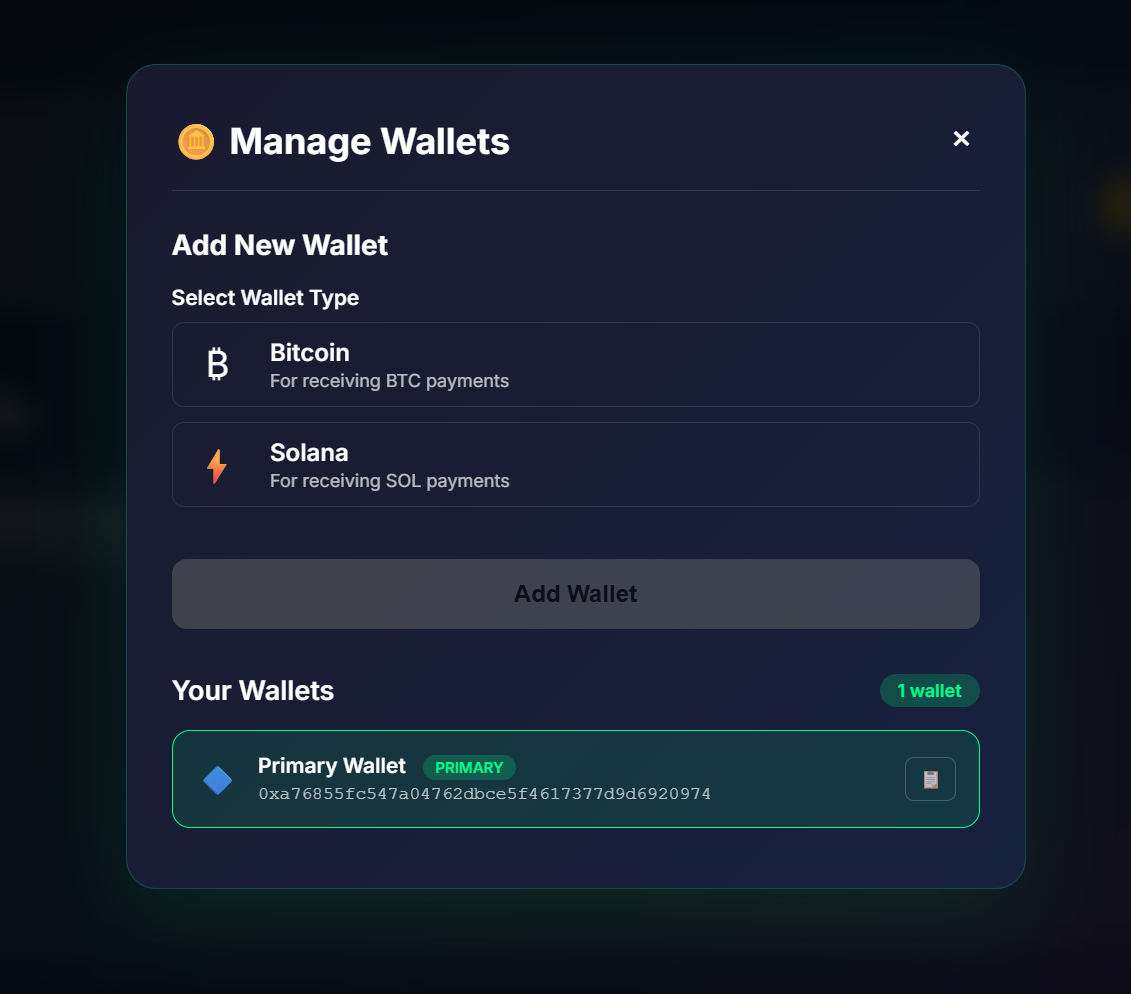 Manage Wallets
×
Add New Wallet
Select Wallet Type
₿
Bitcoin
For receiving BTC payments
Solana
For receiving SOL payments
Add Wallet
Your Wallets
1 wallet
Primary Wallet PRIMARY
0xa76855fc547a04762dbce5f4617377d9d6920974